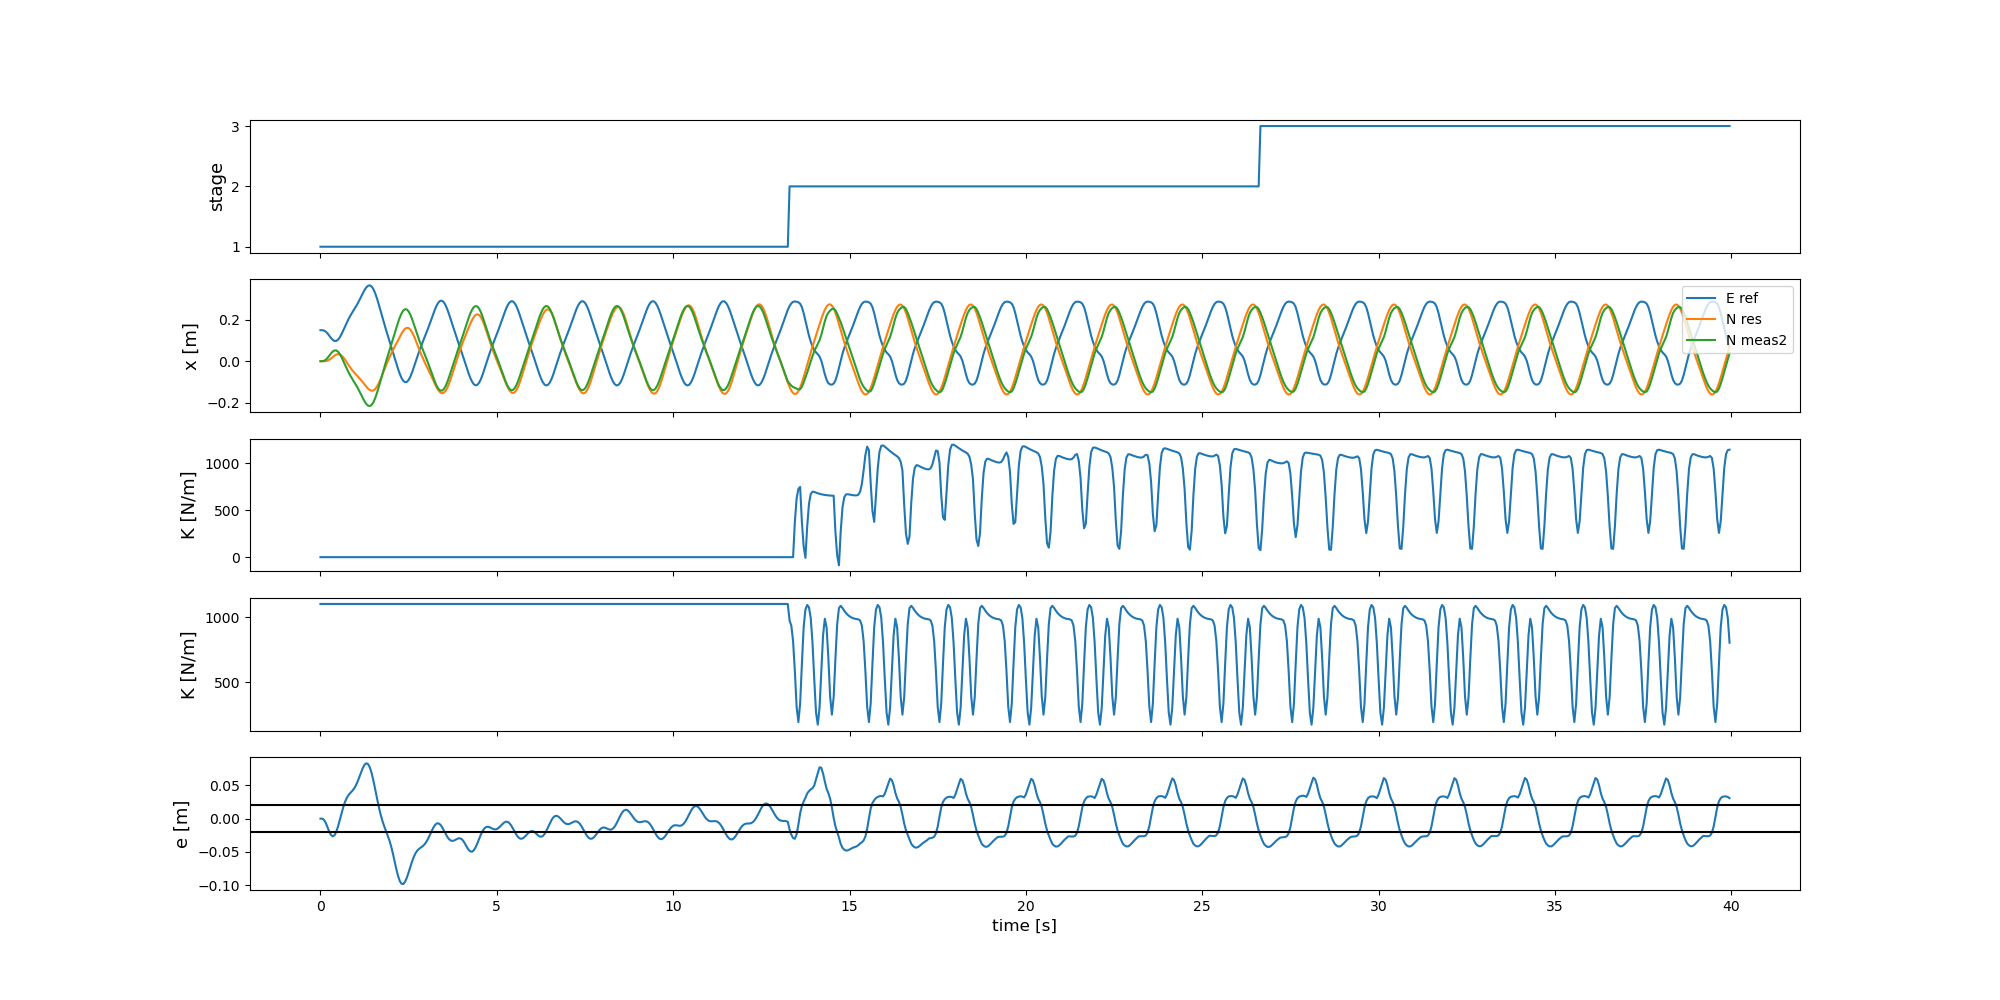 3
2
1
stage
0.2
0.0
−0.2
x [m]
E ref
N res
N meas2
1000
500
0
K [N/m]
1000
500
K [N/m]
0.05
0.00
−0.05
−0.10
e [m]
0 5 10 15 20 25 30 35 40
time [s]